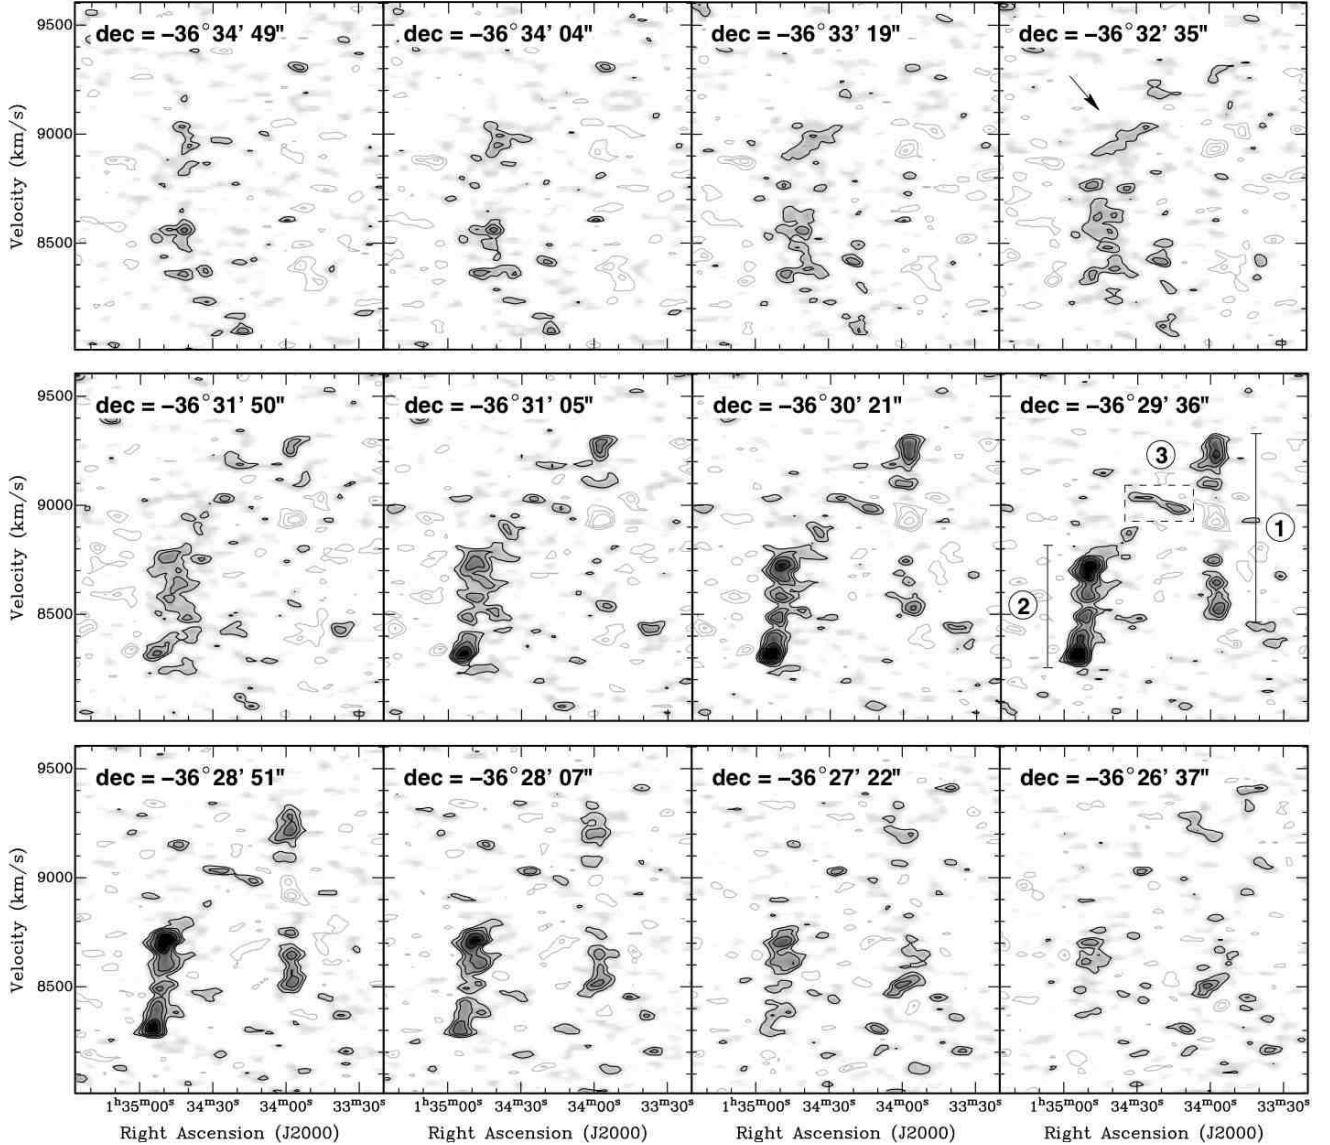 dec = −36° 34' 49" dec = −36° 34' 04" dec = −36° 33' 19" dec = −36° 32' 35"
9500
9000
8500
Velocity (km/s)
dec = −36° 31' 50" dec = −36° 31' 05" dec = −36° 30' 21" dec = −36° 29' 36"
9500
9000
8500
Velocity (km/s)
3
1
2
dec = −36° 28' 51" dec = −36° 28' 07" dec = −36° 27' 22" dec = −36° 26' 37"
9500
9000
8500
Velocity (km/s)
1h35m00s 34m30s 34m00s 33m30s 1h35m00s 34m30s 34m00s 33m30s 1h35m00s 34m30s 34m00s 33m30s 1h35m00s 34m30s 34m00s 33m30s
Right Ascension (J2000) Right Ascension (J2000) Right Ascension (J2000) Right Ascension (J2000)